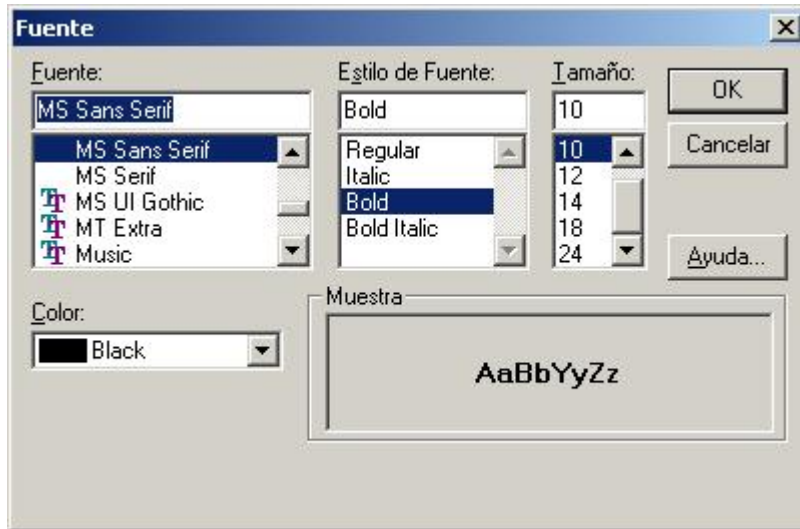 Fuente
Fuente:
MS Sans Serif
MS Sans Serif
MS Serif
MS UI Gothic
MT Extra
Music
Estilo de Fuente:
Bold
Regular
Italic
Bold
Bold Italic
Tamaño:
10
10
12
14
18
24
OK
Cancelar
Ayuda...
Color:
Black
Muestra
AaBbYyZz